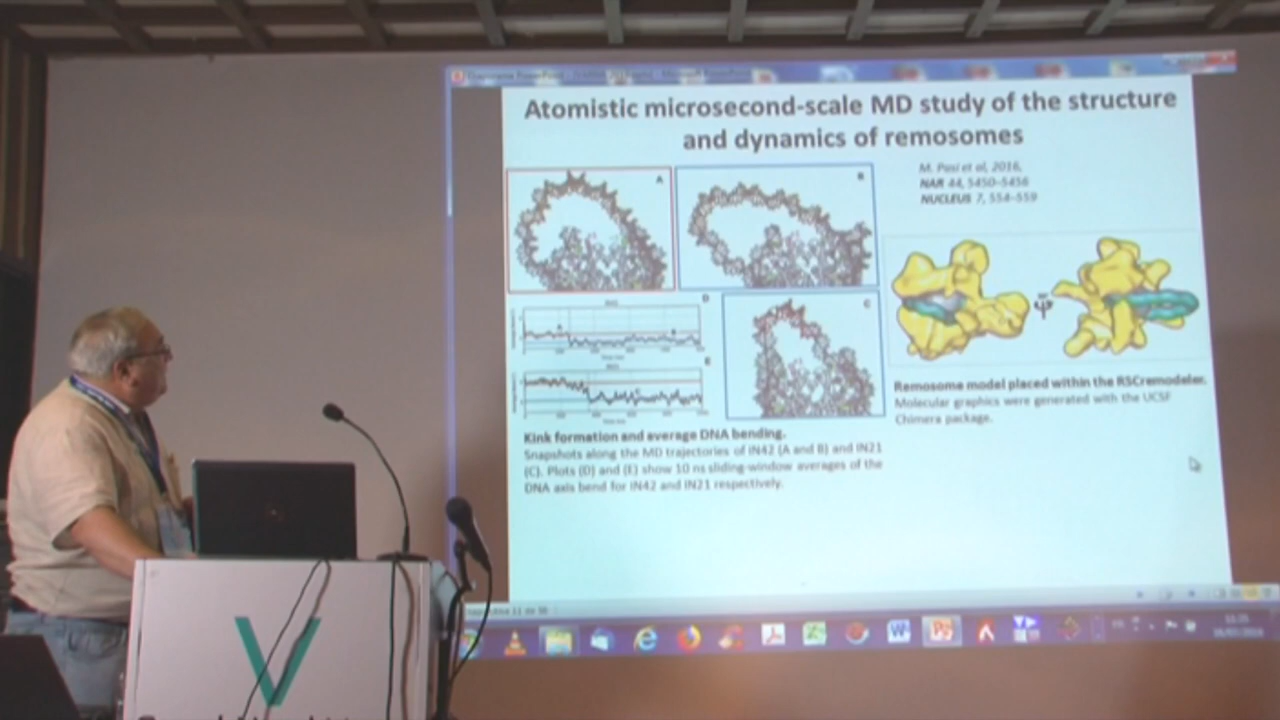 Atomistic microsecond-scale MD study of the structure
and dynamics of remosomes
M. Pasi et al, 2016,
NAR 44, 5450–5456
NUCLEUS 7, 554–559
A
B
D
C
E
Kink formation and average DNA bending.
Snapshots along the MD trajectories of IN42 (A and B) and IN21
(C). Plots (D) and (E) show 10 ns sliding-window averages of the
DNA axis bend for IN42 and IN21 respectively.
Remosome model placed within the RSCremodeler.
Molecular graphics were generated with the UCSF
Chimera package.
V